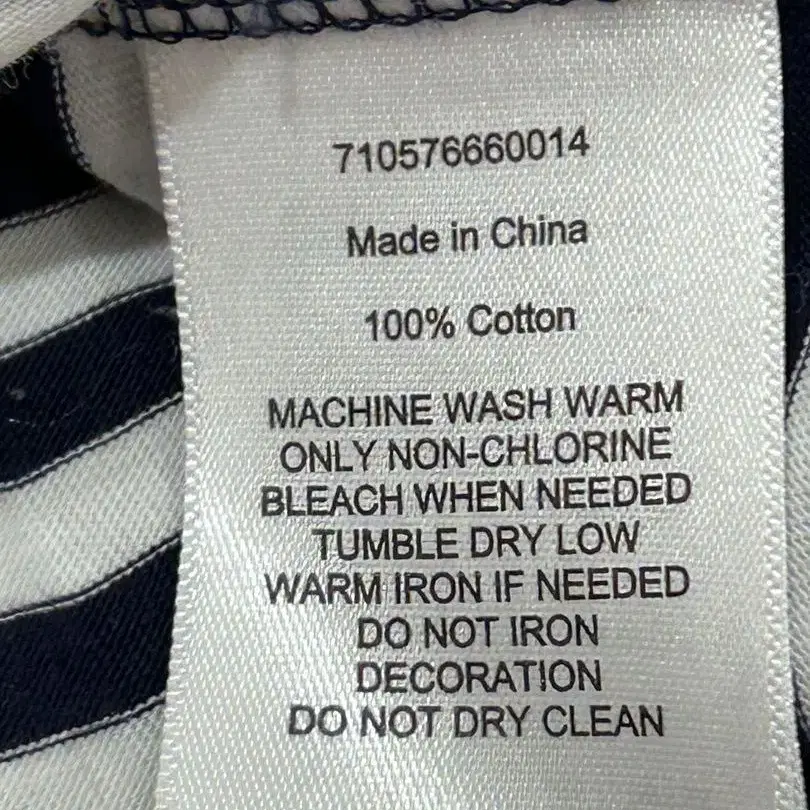 710576660014
Made in China
100% Cotton
MACHINE WASH WARM
ONLY NON-CHLORINE
BLEACH WHEN NEEDED
TUMBLE DRY LOW
WARM IRON IF NEEDED
DO NOT IRON
DECORATION
DO NOT DRY CLEAN